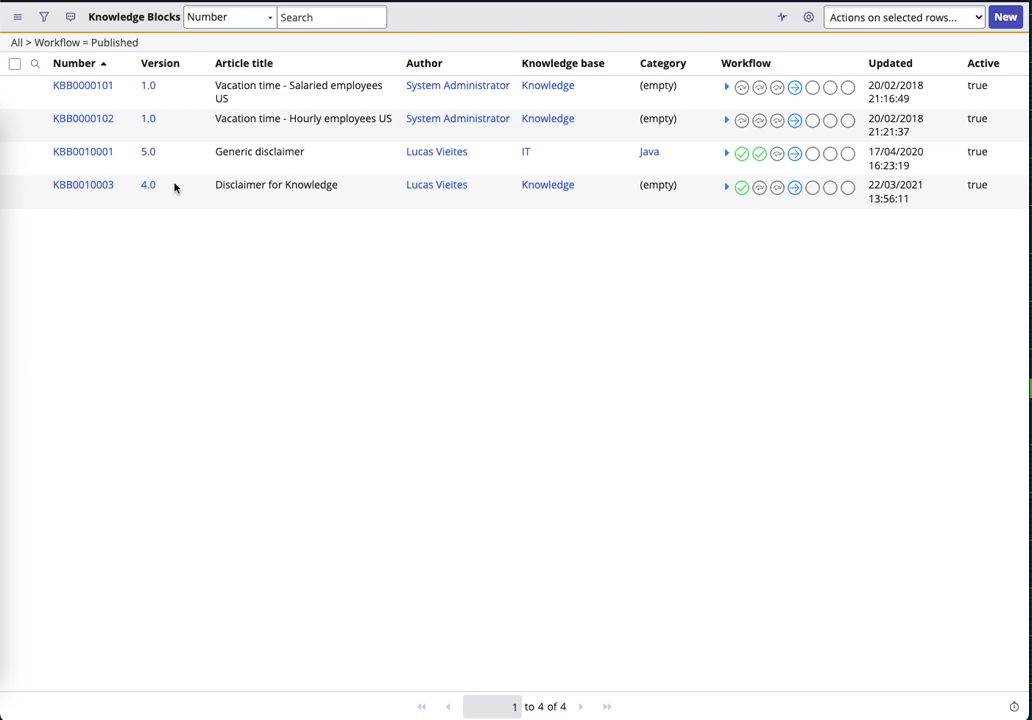 Knowledge Blocks Number Search Actions on selected rows... New
All > Workflow = Published
Number Version Article title Author Knowledge base Category Workflow Updated Active
KBB0000101 1.0 Vacation time - Salaried employees System Administrator Knowledge (empty) 20/02/2018 true
US 21:16:49
KBB0000102 1.0 Vacation time - Hourly employees US System Administrator Knowledge (empty) 20/02/2018 true
21:21:37
KBB0010001 5.0 Generic disclaimer Lucas Vieites IT Java 17/04/2020 true
16:23:19
KBB0010003 4.0 Disclaimer for Knowledge Lucas Vieites Knowledge (empty) 22/03/2021 true
13:56:11
1 to 4 of 4